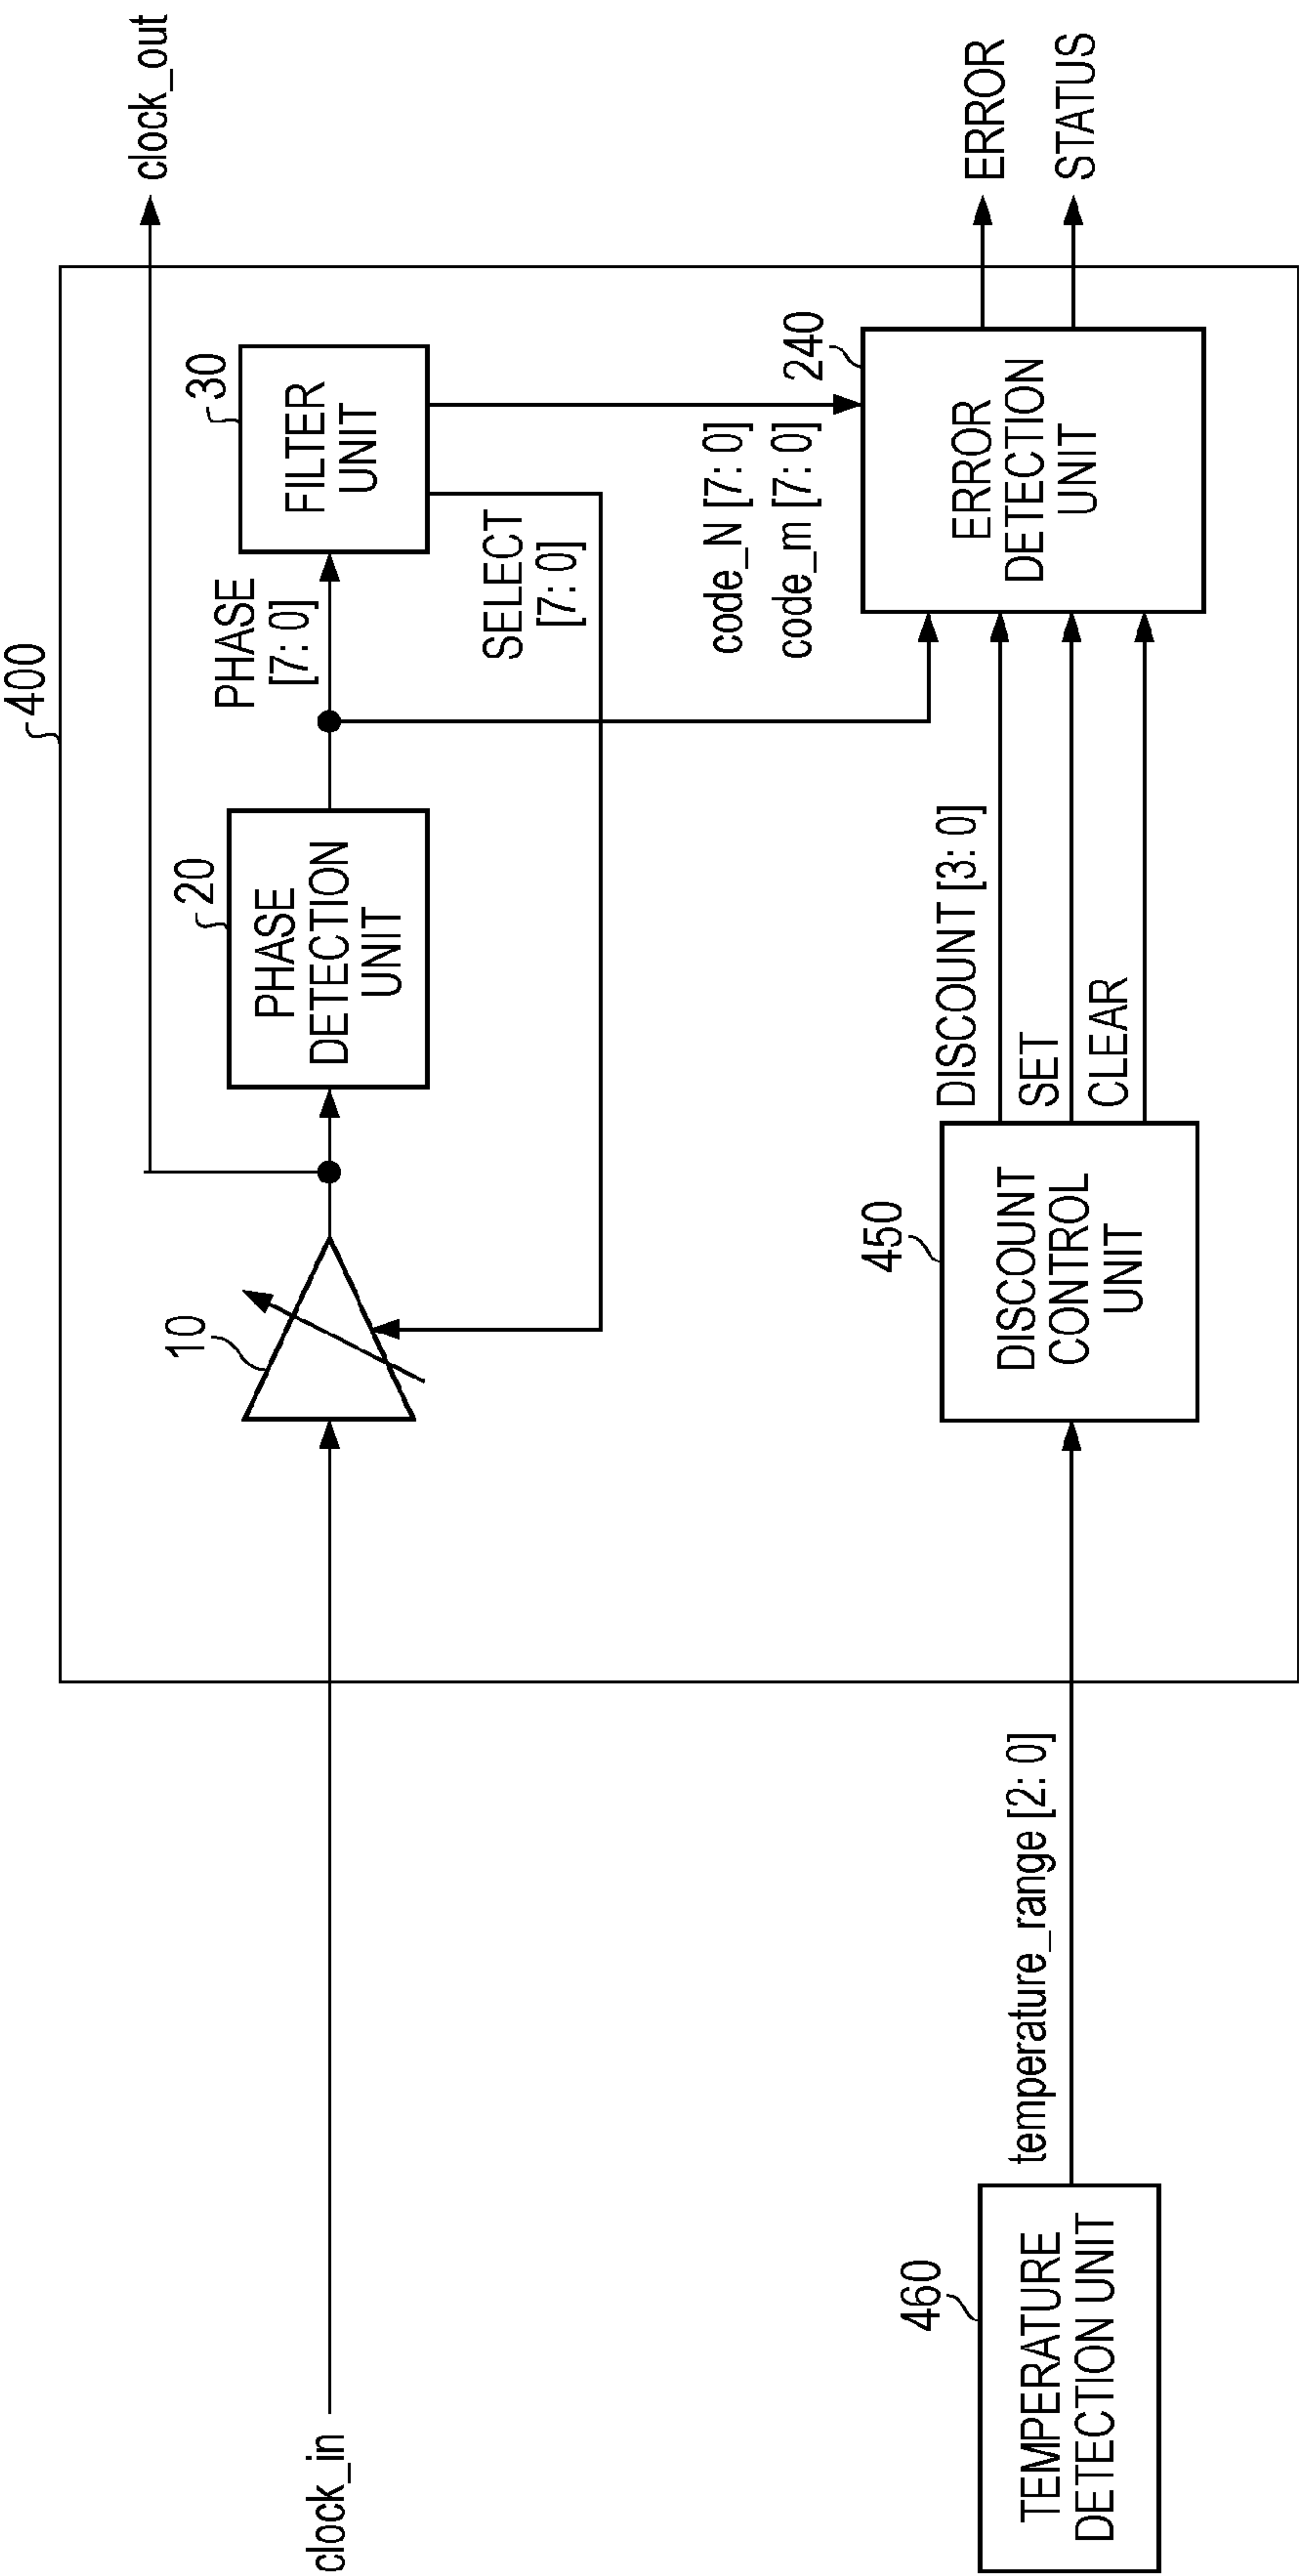 400
clock_out
10
20
PHASE
DETECTION
UNIT
PHASE
[7: 0]
30
FILTER
UNIT
SELECT
[7: 0]
clock_in
code_N [7: 0]
code_m [7: 0]
240
ERROR
DETECTION
UNIT
ERROR
STATUS
460
TEMPERATURE
DETECTION UNIT
temperature_range [2: 0]
450
DISCOUNT
CONTROL
UNIT
DISCOUNT [3: 0]
SET
CLEAR